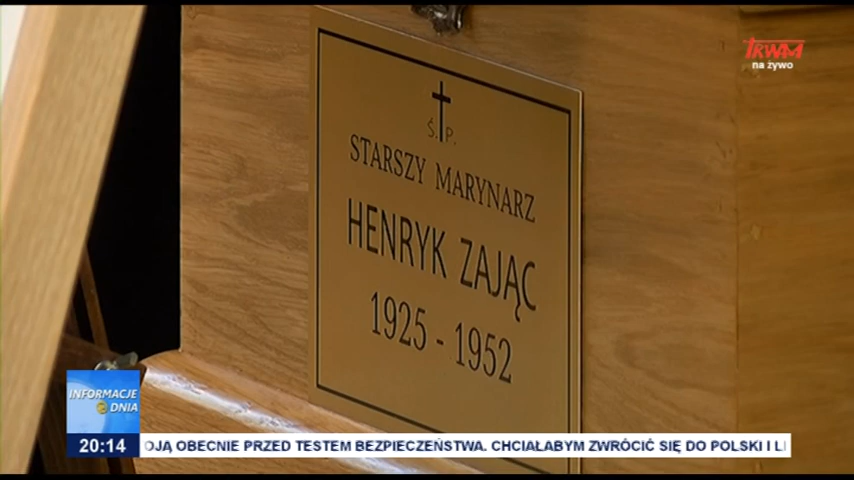 TRWAM
na żywo
Ś. P.
STARSZY MARYNARZ
HENRYK ZAJĄC
1925 - 1952
INFORMACJE
DNIA
20:14
OJĄ OBECNIE PRZED TESTEM BEZPIECZEŃSTWA. CHCIAŁABYM ZWRÓCIĆ SIĘ DO POLSKI I LI